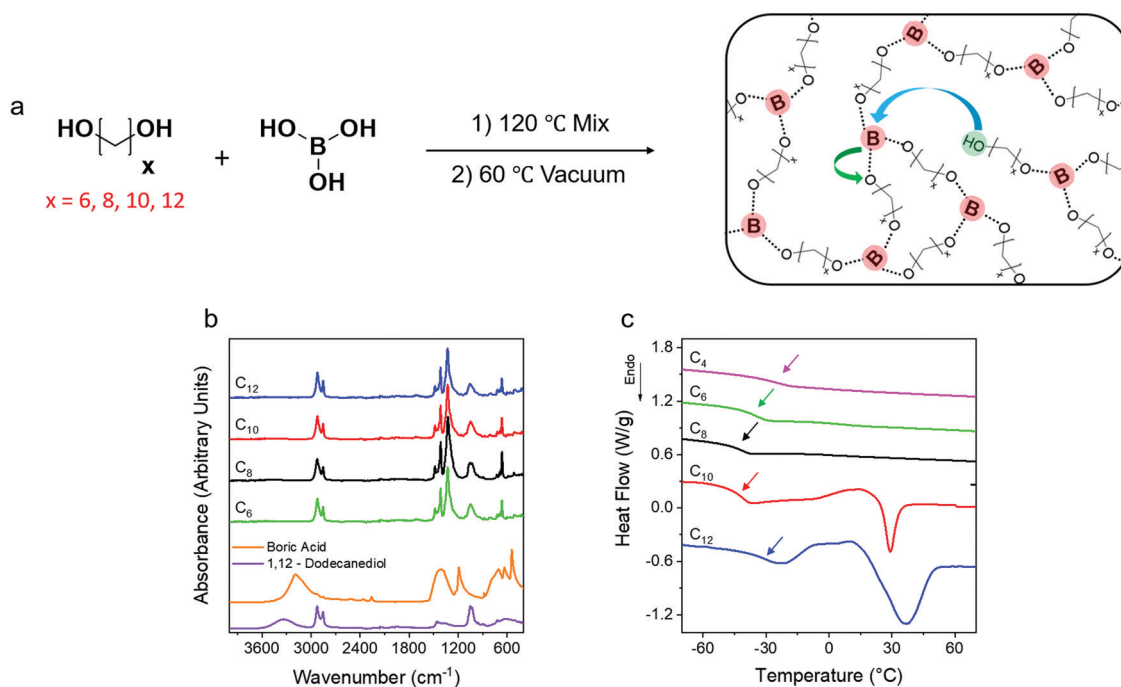 a
HO OH
x
x = 6, 8, 10, 12
+
HO OH
B
OH
1) 120 °C Mix
2) 60 °C Vacuum
B
B
B
B
B
B
B
B
HO
O
x
b
Absorbance (Arbitrary Units)
C12
C10
C8
C6
Boric Acid
1,12 - Dodecanediol
3600 3000 2400 1800 1200 600
Wavenumber (cm-1)
c
Heat Flow (W/g)
1.8
1.2
0.6
0.0
-0.6
-1.2
Endo
C4
C6
C8
C10
C12
-60 -30 0 30 60
Temperature (°C)